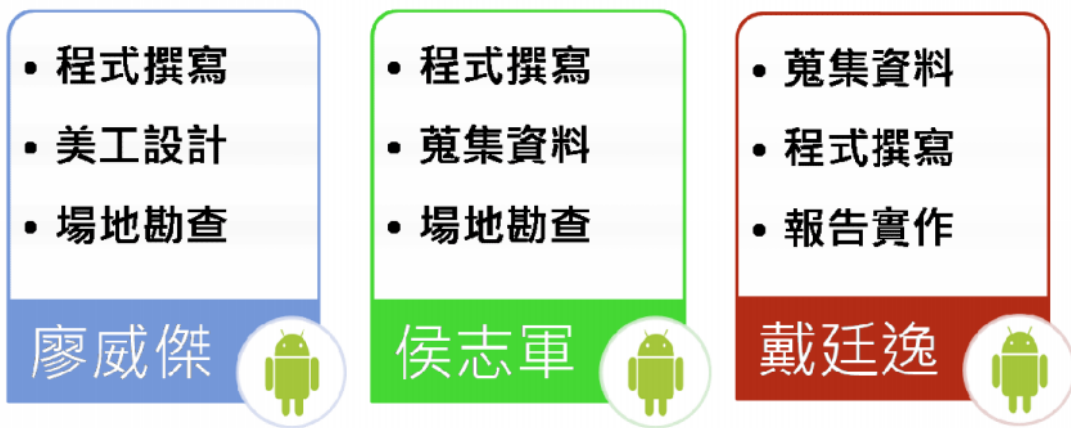 • 程式撰寫
• 美工設計
• 場地勘查
廖威傑
• 程式撰寫
• 蒐集資料
• 場地勘查
侯志軍
• 蒐集資料
• 程式撰寫
• 報告實作
戴廷逸